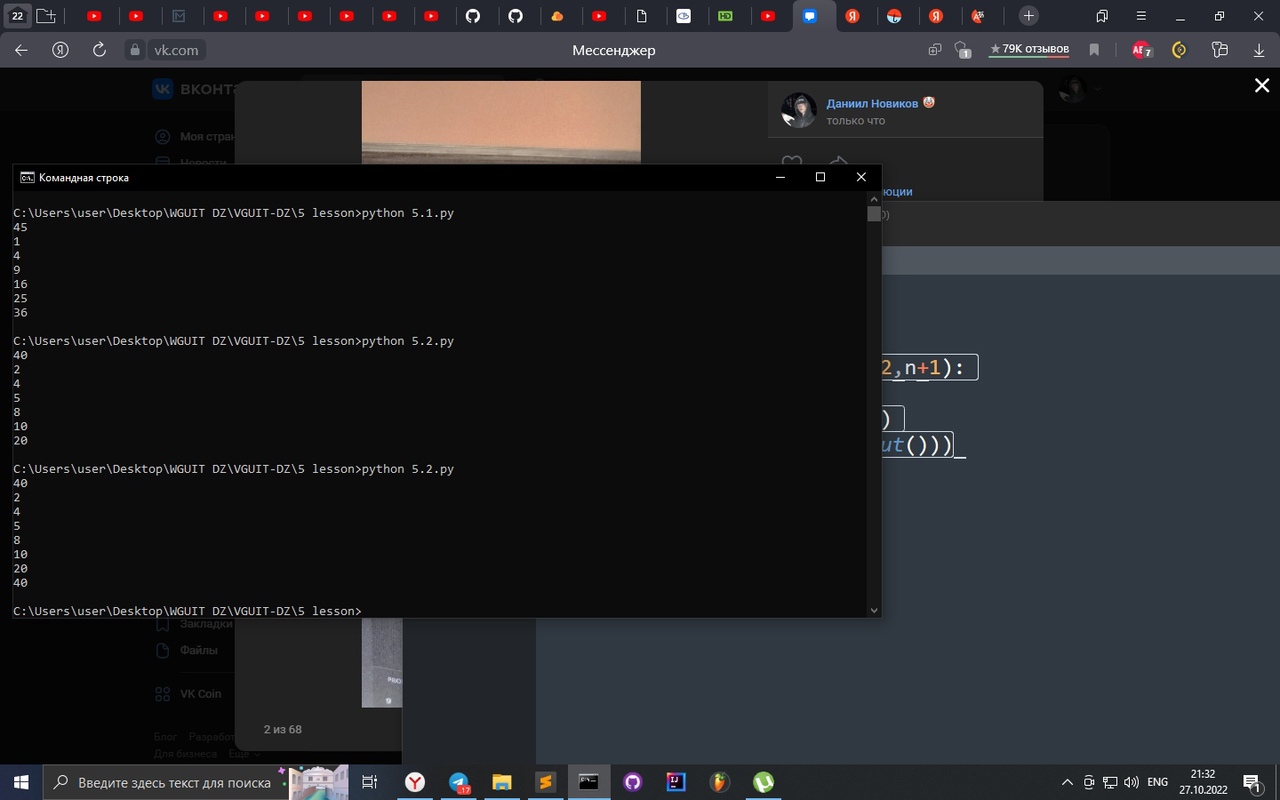 22
vk.com
Мессенджер
★ 79K отзывов
1
7
ВКОНТ
Моя стран
Новости
Даниил Новиков
только что
юции
Командная строка
C:\Users\user\Desktop\WGUIT DZ\VGUIT-DZ\5 lesson>python 5.1.py
45
1
4
9
16
25
36
C:\Users\user\Desktop\WGUIT DZ\VGUIT-DZ\5 lesson>python 5.2.py
40
2
4
5
8
10
20
C:\Users\user\Desktop\WGUIT DZ\VGUIT-DZ\5 lesson>python 5.2.py
40
2
4
5
8
10
20
40
C:\Users\user\Desktop\WGUIT DZ\VGUIT-DZ\5 lesson>
2,n+1):
)
ut()))
Закладки
Файлы
VK Coin
Блог Разработ
Для бизнеса Ещё
2 из 68
Введите здесь текст для поиска
17
ENG
21:32
27.10.2022
1